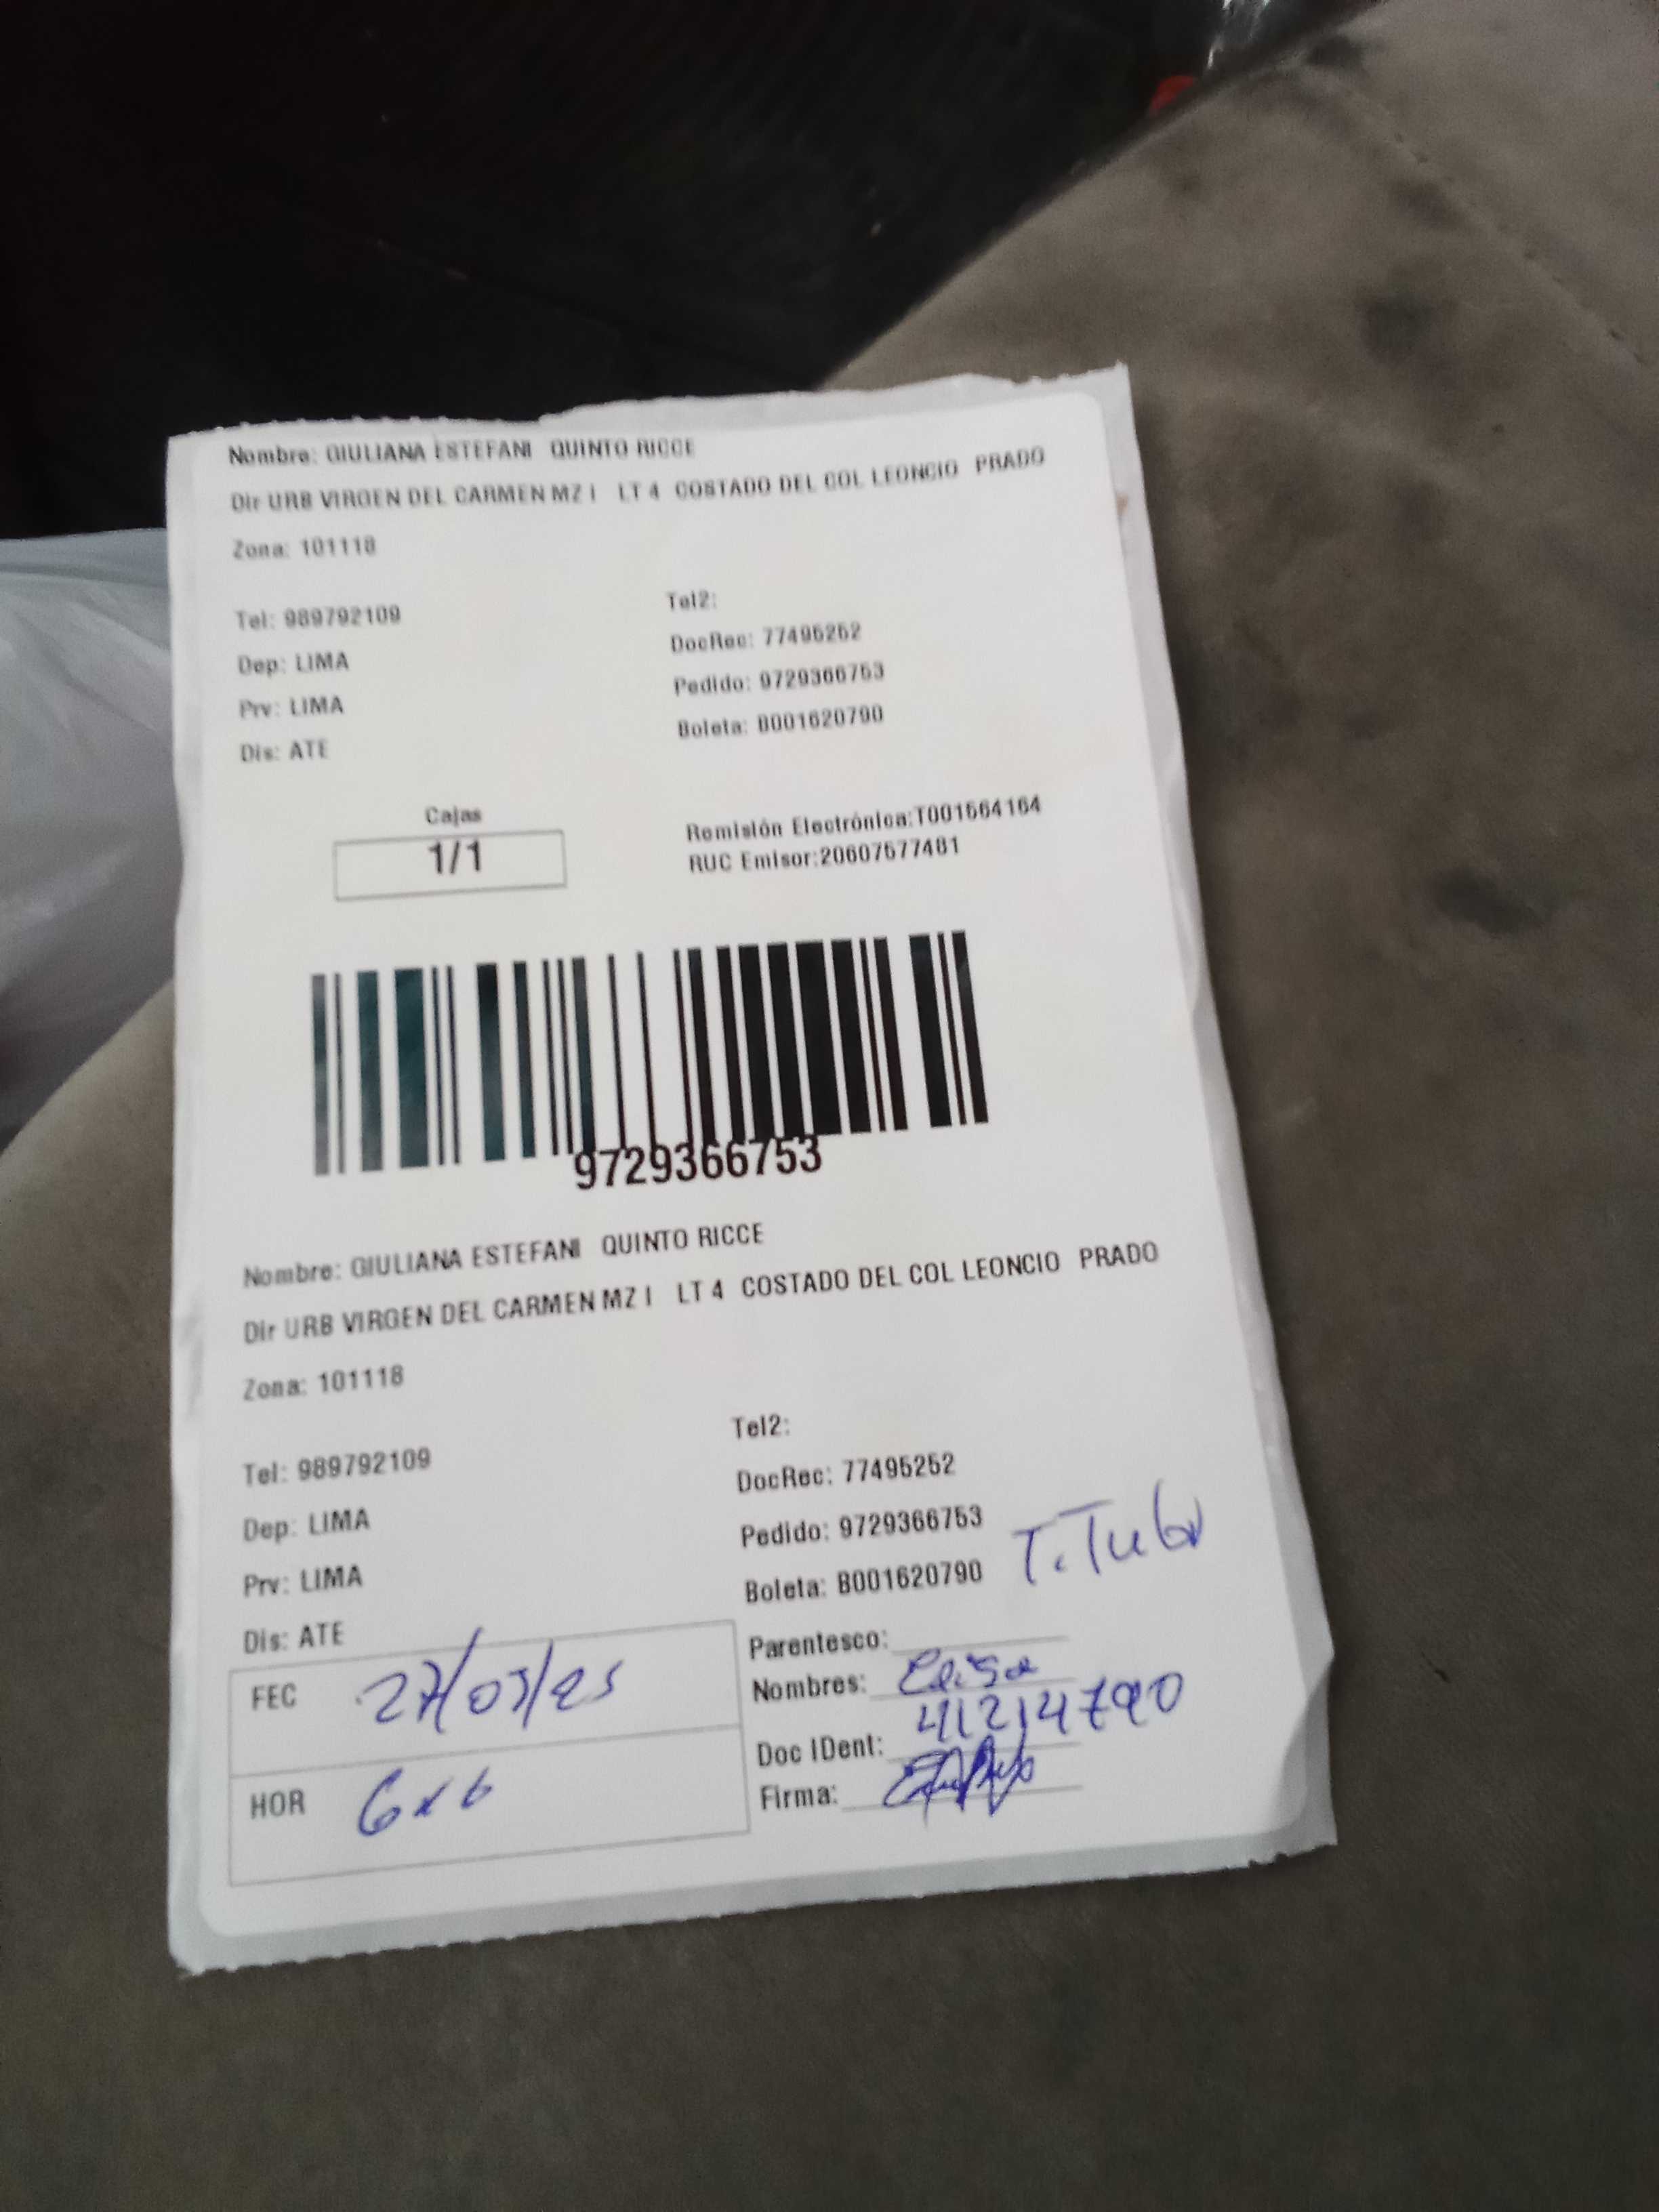 Nombre: GIULIANA ESTEFANI QUINTO RICCE
Dir URB VIRGEN DEL CARMEN MZ I LT 4 COSTADO DEL COL LEONCIO PRADO
Zona: 101118
Tel: 989792109
Tel2:
Dep: LIMA
DocRec: 77495252
Prv: LIMA
Pedido: 9729366753
Dis: ATE
Boleta: B001620790
Cajas
1/1
Remisión Electrónica:T001564164
RUC Emisor:20607577481
9729366753
Nombre: GIULIANA ESTEFANI QUINTO RICCE
Dir URB VIRGEN DEL CARMEN MZ I LT 4 COSTADO DEL COL LEONCIO PRADO
Zona: 101118
Tel: 989792109
Tel2:
DocRec: 77495252
Dep: LIMA
Pedido: 9729366753
Prv: LIMA
Boleta: B001620790
Dis: ATE
Parentesco:
FEC 27/03/25
Nombres: Elisa
Doc IDent: 41214790
HOR
Firma: